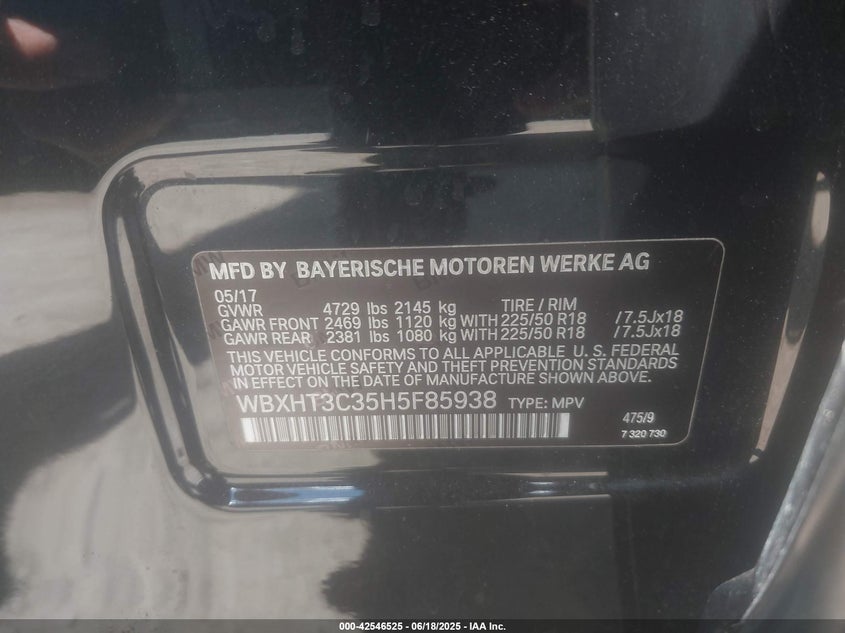 MFD BY BAYERISCHE MOTOREN WERKE AG
05/17
GVWR 4729 lbs 2145 kg TIRE / RIM
GAWR FRONT 2469 lbs 1120 kg WITH 225/50 R18 /7.5Jx18
GAWR REAR 2381 lbs 1080 kg WITH 225/50 R18 /7.5Jx18
THIS VEHICLE CONFORMS TO ALL APPLICABLE U. S. FEDERAL
MOTOR VEHICLE SAFETY AND THEFT PREVENTION STANDARDS
IN EFFECT ON THE DATE OF MANUFACTURE SHOWN ABOVE.
WBXHT3C35H5F85938 TYPE: MPV
475/9
7 320 730
000-42546525 - 06/18/2025 - IAA Inc.